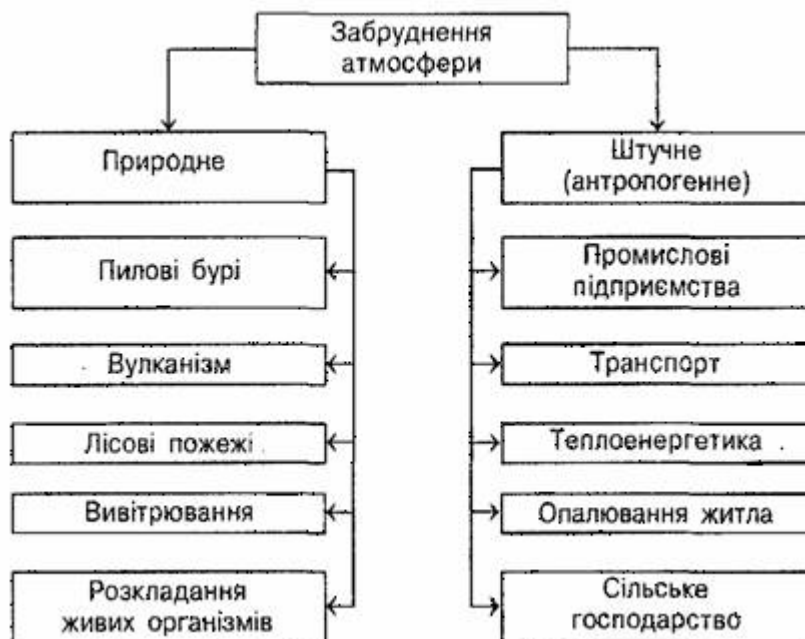 Забруднення
атмосфери
Природне
Штучне
(антропогенне)
Пилові бурі
Промислові
підприємства
Вулканізм
Транспорт
Лісові пожежі
Теплоенергетика
Вивітрювання
Опалювання житла
Розкладання
живих організмів
Сільське
господарство